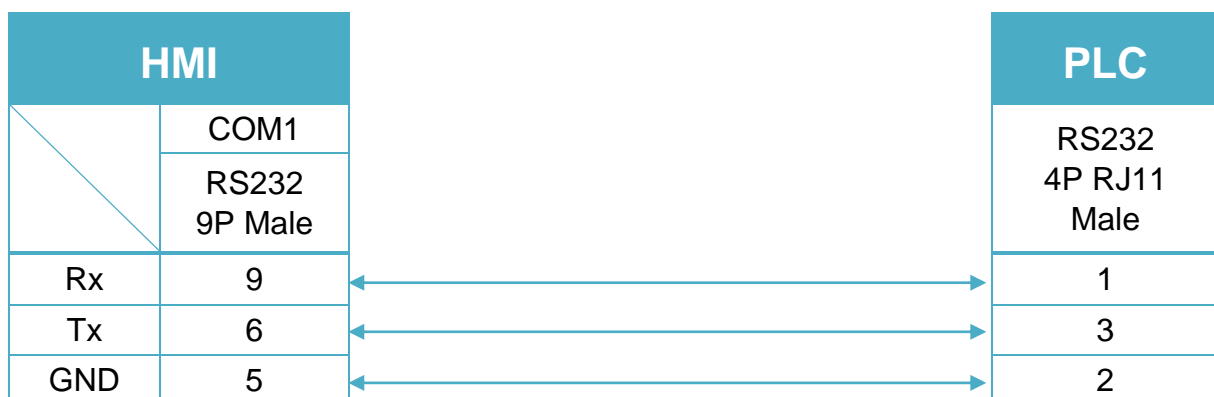 HMI PLC
COM1
RS232
9P Male
RS232
4P RJ11
Male
Rx 9 1
Tx 6 3
GND 5 2